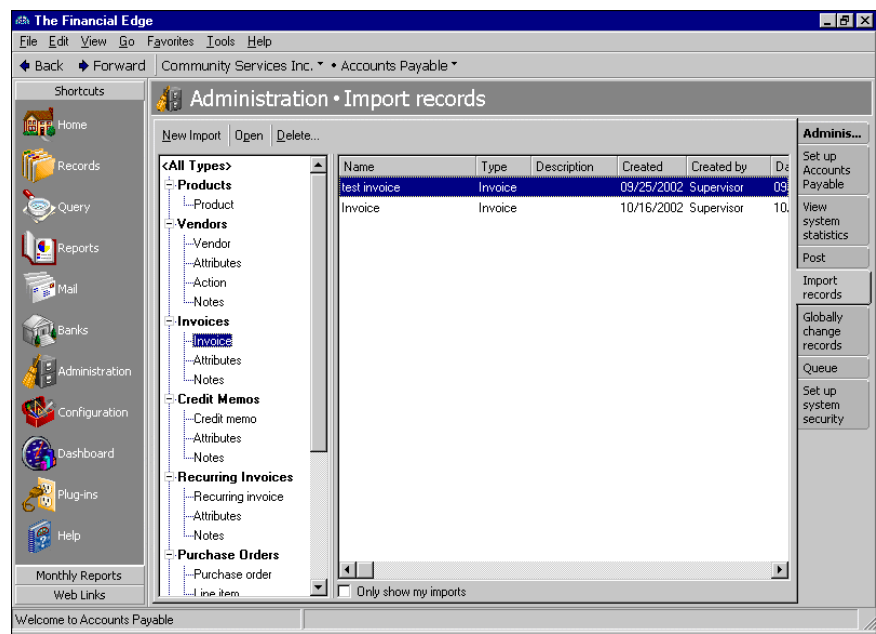 The Financial Edge
File Edit View Go Favorites Tools Help
Back Forward Community Services Inc. • Accounts Payable
Shortcuts
Home
Records
Query
Reports
Mail
Banks
Administration
Configuration
Dashboard
Plug-ins
Help
Monthly Reports
Web Links
Administration • Import records
New Import Open Delete...
<All Types>
Products
Product
Vendors
Vendor
Attributes
Action
Notes
Invoices
Invoice
Attributes
Notes
Credit Memos
Credit memo
Attributes
Notes
Recurring Invoices
Recurring invoice
Attributes
Notes
Purchase Orders
Purchase order
Line item
Name Type Description Created Created by Da
test invoice Invoice 09/25/2002 Supervisor 09
Invoice Invoice 10/16/2002 Supervisor 10
Only show my imports
Adminis...
Set up
Accounts
Payable
View
system
statistics
Post
Import
records
Globally
change
records
Queue
Set up
system
security
Welcome to Accounts Payable